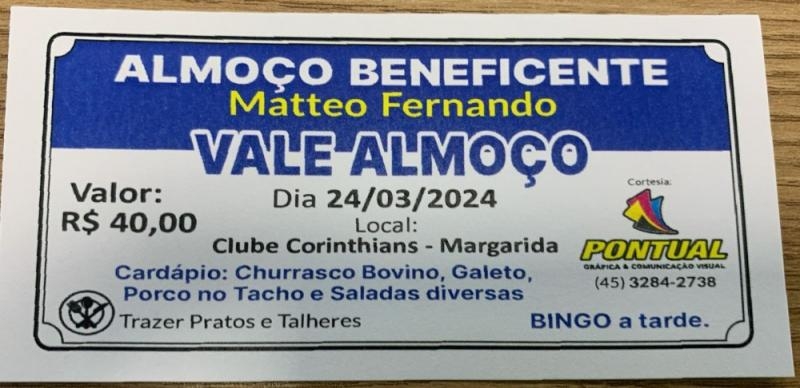 ALMOÇO BENEFICENTE
Matteo Fernando
VALE ALMOÇO
Valor:
R$ 40,00
Dia 24/03/2024
Local:
Clube Corinthians - Margarida
Cortesia:
PONTUAL
GRÁFICA & COMUNICAÇÃO VISUAL
(45) 3284-2738
Cardápio: Churrasco Bovino, Galeto,
Porco no Tacho e Saladas diversas
Trazer Pratos e Talheres
BINGO a tarde.